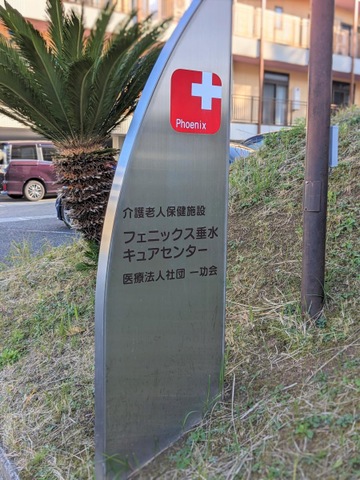 Phoenix
介護老人保健施設
フェニックス垂水
キュアセンター
医療法人社団 一功会